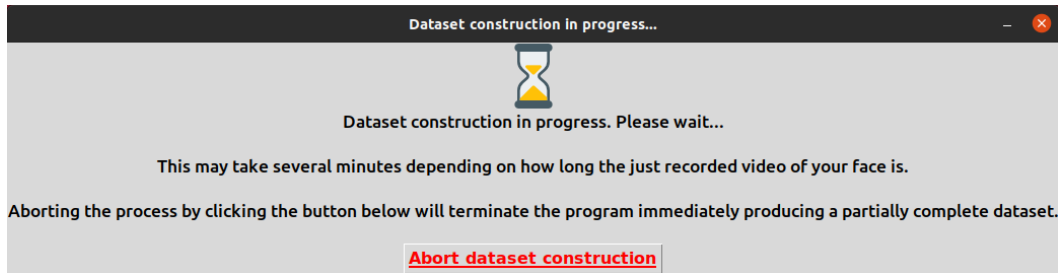 Dataset construction in progress...
Dataset construction in progress. Please wait...
This may take several minutes depending on how long the just recorded video of your face is.
Aborting the process by clicking the button below will terminate the program immediately producing a partially complete dataset.
Abort dataset construction